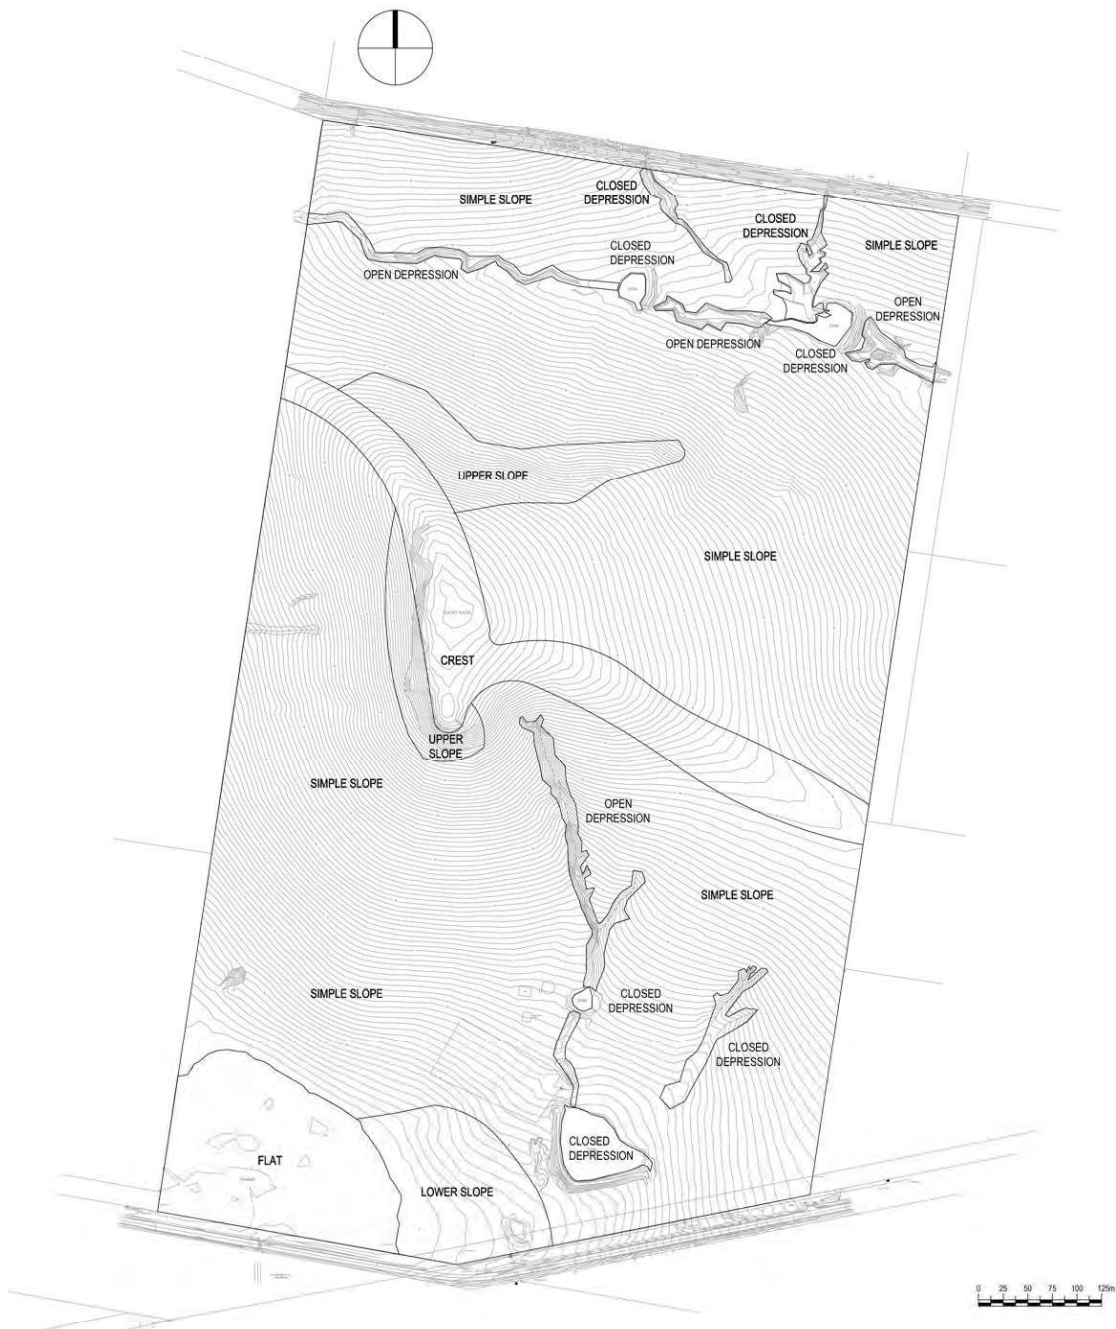 CLOSED
DEPRESSION
SIMPLE SLOPE
CLOSED
DEPRESSION
SIMPLE SLOPE
CLOSED
DEPRESSION
OPEN DEPRESSION
OPEN
DEPRESSION
OPEN DEPRESSION
CLOSED
DEPRESSION
UPPER SLOPE
SIMPLE SLOPE
CREST
UPPER
SLOPE
SIMPLE SLOPE
OPEN
DEPRESSION
SIMPLE SLOPE
SIMPLE SLOPE
CLOSED
DEPRESSION
CLOSED
DEPRESSION
CLOSED
DEPRESSION
FLAT
LOWER SLOPE
0 25 50 75 100 125m